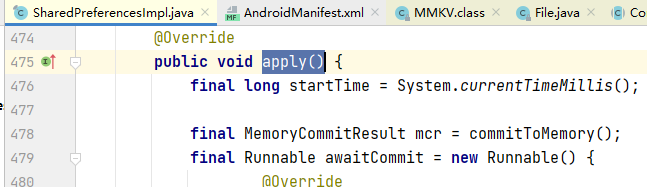 SharedPreferencesImpl.java AndroidManifest.xml MMKV.class File.java Co
474 @Override
475 public void apply() {
476 final long startTime = System.currentTimeMillis();
477
478 final MemoryCommitResult mcr = commitToMemory();
479 final Runnable awaitCommit = new Runnable() {
480 @Override